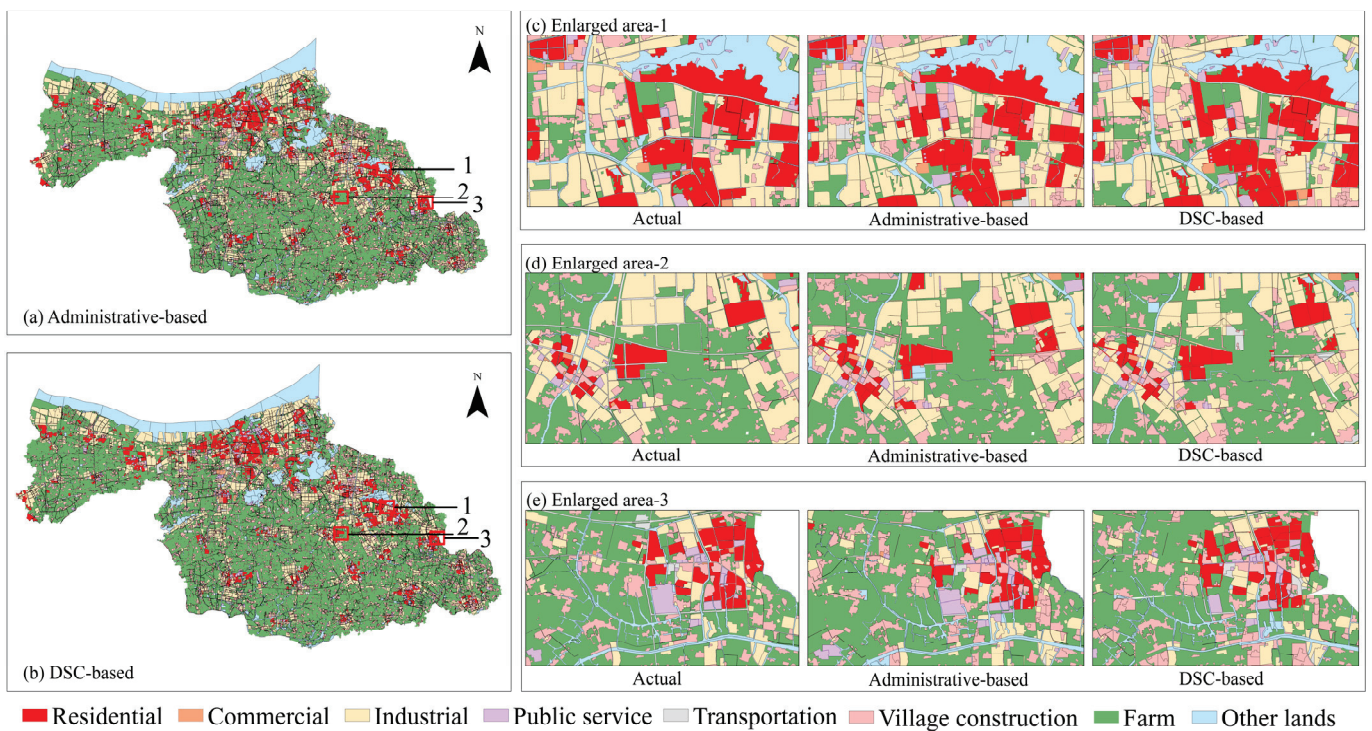 N
1
2
3
(a) Administrative-based
N
1
2
3
(b) DSC-based
(c) Enlarged area-1
Actual Administrative-based DSC-based
(d) Enlarged area-2
Actual Administrative-based DSC-based
(e) Enlarged area-3
Actual Administrative-based DSC-based
Residential Commercial Industrial Public service Transportation Village construction Farm Other lands